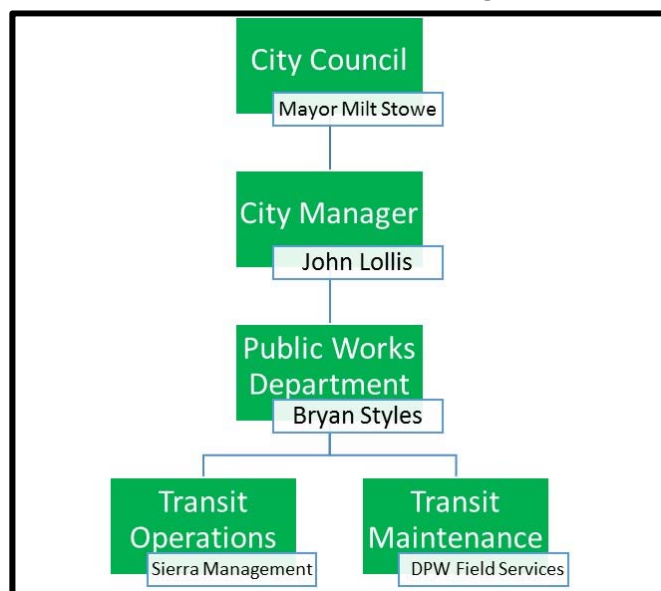 City Council
Mayor Milt Stowe
City Manager
John Lollis
Public Works
Department
Bryan Styles
Transit
Operations
Sierra Management
Transit
Maintenance
DPW Field Services